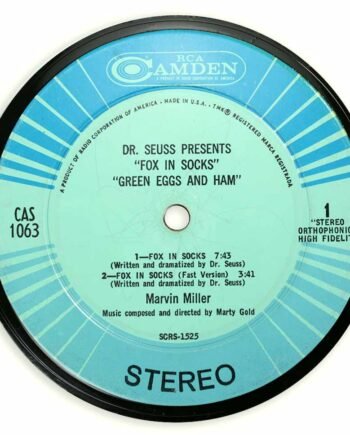 RCA
CAMDEN
A PRODUCT OF RADIO CORPORATION OF AMERICA
A PRODUCT OF RADIO CORPORATION OF AMERICA • MADE IN U.S.A. • TMK® REGISTERED MARCA REGISTRADA
DR. SEUSS PRESENTS
"FOX IN SOCKS"
"GREEN EGGS AND HAM"
CAS
1063
1
"STEREO
ORTHOPHONIC
HIGH FIDELIT
1—FOX IN SOCKS 7:43
(Written and dramatized by Dr. Seuss)
2—FOX IN SOCKS (Fast Version) 3:41
(Written and dramatized by Dr. Seuss)
Marvin Miller
Music composed and directed by Marty Gold
SCRS-1525
STEREO